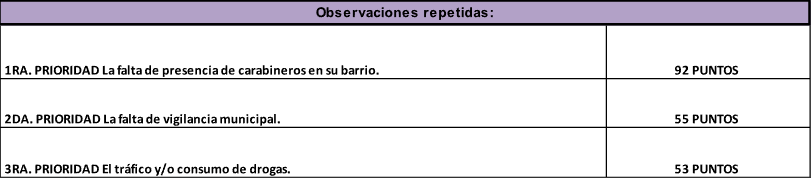 Observaciones repetidas:
1RA. PRIORIDAD La falta de presencia de carabineros en su barrio. 92 PUNTOS
2DA. PRIORIDAD La falta de vigilancia municipal. 55 PUNTOS
3RA. PRIORIDAD El tráfico y/o consumo de drogas. 53 PUNTOS